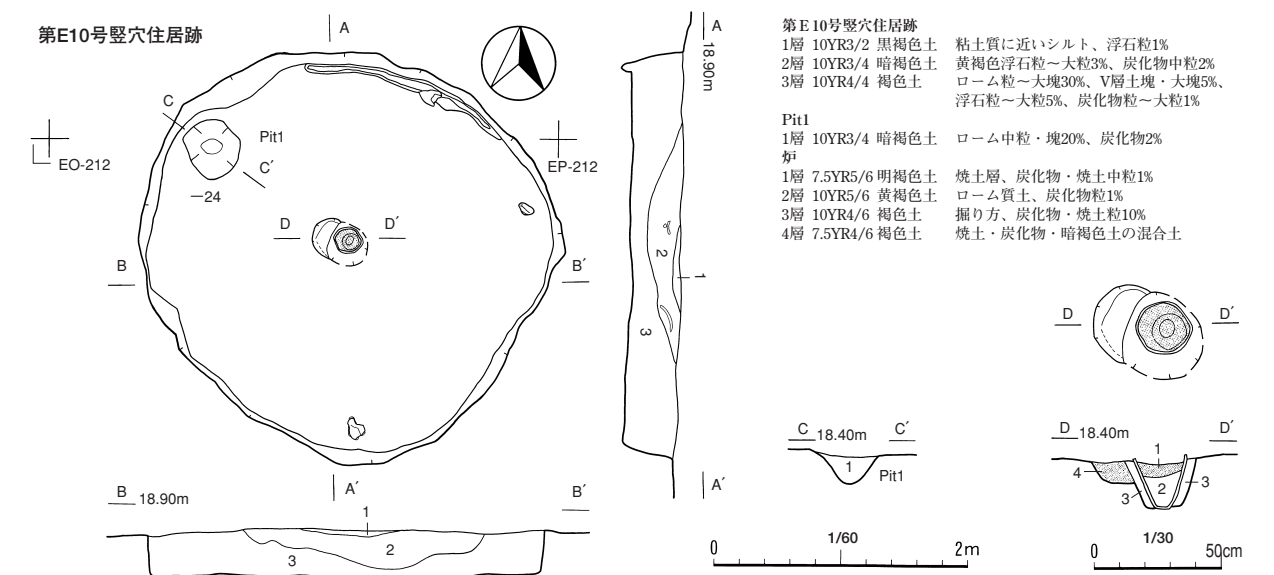 第E10号竪穴住居跡
A
C
Pit1
C´
—24
EO-212
EP-212
D
D´
B
B´
A´
B
18.90m
B´
1
2
3
A
18.90m
2
1
3
A´
第E10号竪穴住居跡
1層 10YR3/2 黒褐色土 粘土質に近いシルト、浮石粒1%
2層 10YR3/4 暗褐色土 黄褐色浮石粒～大粒3%、炭化物中粒2%
3層 10YR4/4 褐色土 ローム粒～大塊30%、V層土塊・大塊5%、
浮石粒～大粒5%、炭化物粒～大粒1%
Pit1
1層 10YR3/4 暗褐色土 ローム中粒・塊20%、炭化物2%
炉
1層 7.5YR5/6 明褐色土 焼土層、炭化物・焼土中粒1%
2層 10YR5/6 黄褐色土 ローム質土、炭化物粒1%
3層 10YR4/6 褐色土 掘り方、炭化物・焼土粒10%
4層 7.5YR4/6 褐色土 焼土・炭化物・暗褐色土の混合土
D
D´
C
18.40m
C´
1
Pit1
D
18.40m
D´
1
4
3
2
3
0
1/60
2m
0
1/30
50cm